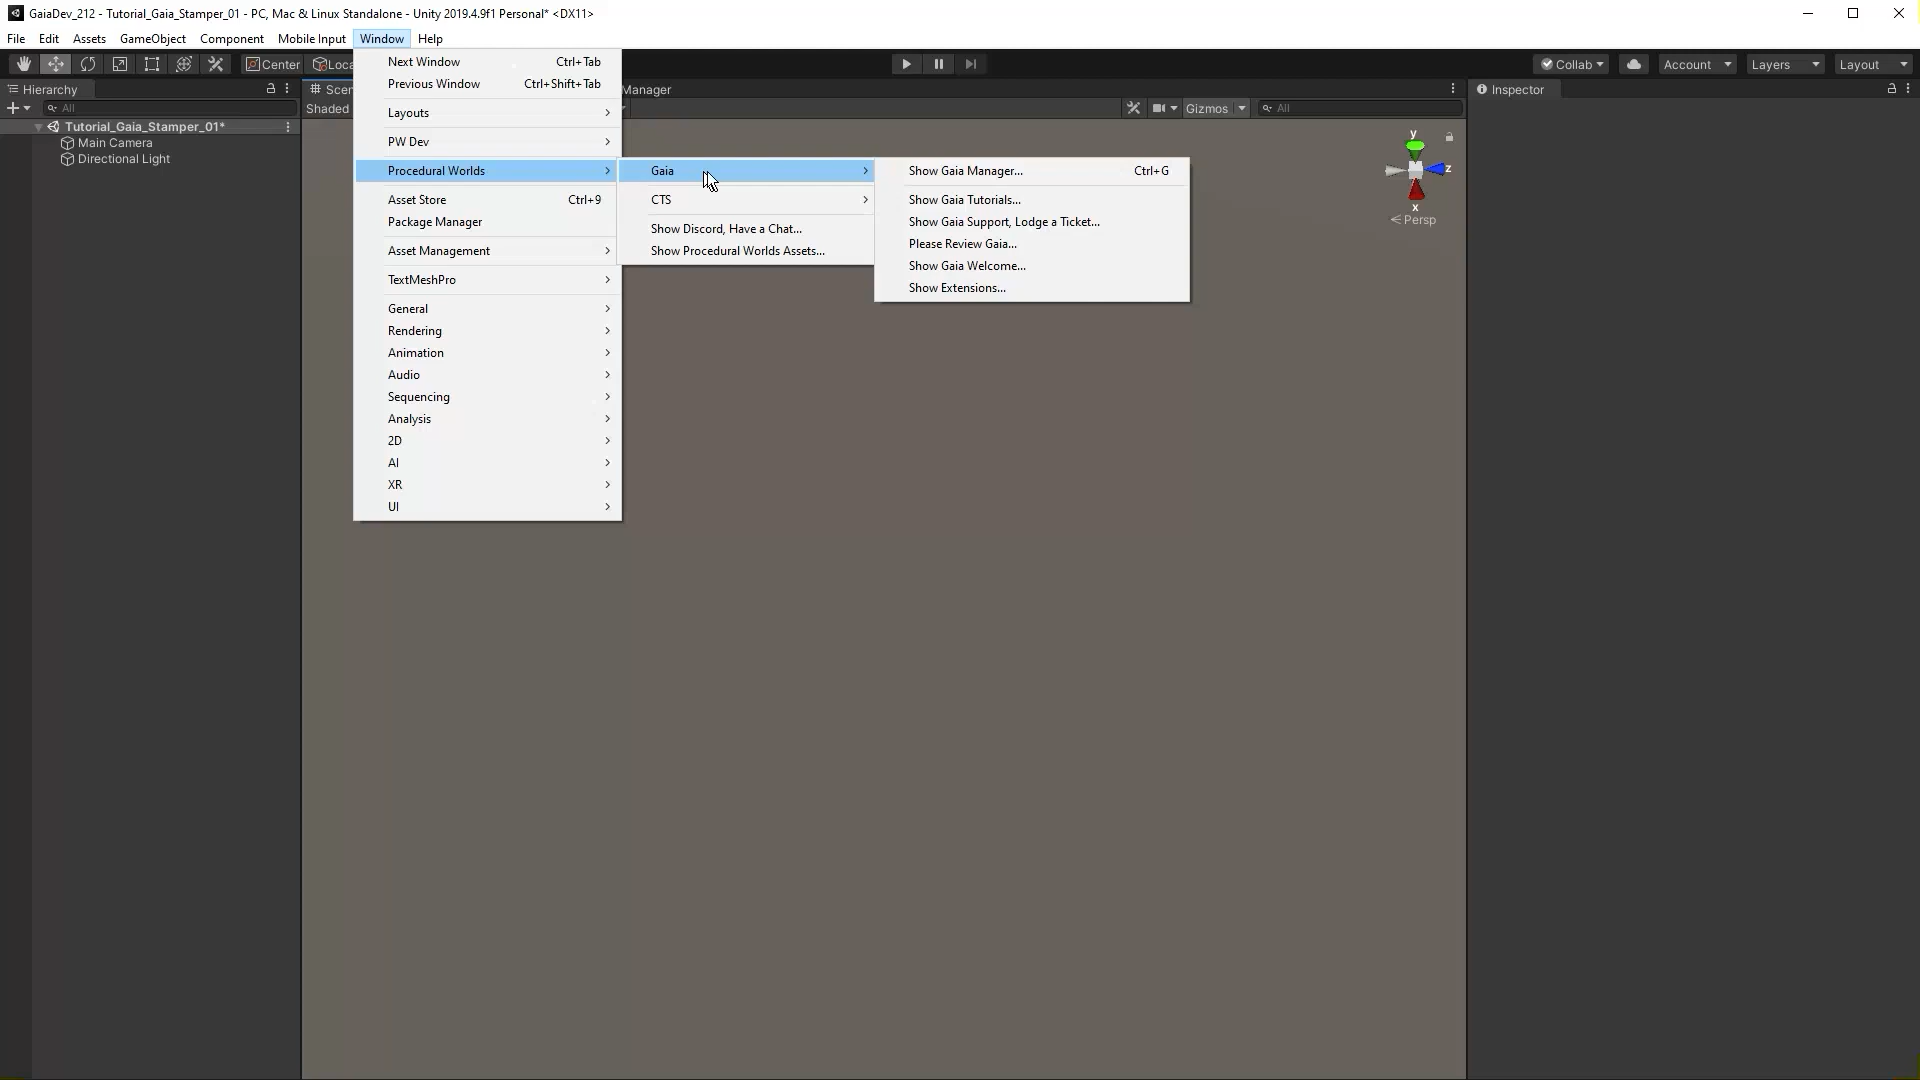 GaiaDev_212 - Tutorial_Gaia_Stamper_01 - PC, Mac & Linux Standalone - Unity 2019.4.9f1 Personal* <DX11>
File Edit Assets GameObject Component Mobile Input Window Help
Center Loca Collab Account Layers Layout
Hierarchy
All
Tutorial_Gaia_Stamper_01*
Main Camera
Directional Light
Scen
Manager
Shaded
Gizmos All
Inspector
Next Window Ctrl+Tab
Previous Window Ctrl+Shift+Tab
Layouts
PW Dev
Procedural Worlds
Asset Store Ctrl+9
Package Manager
Asset Management
TextMeshPro
General
Rendering
Animation
Audio
Sequencing
Analysis
2D
AI
XR
UI
Gaia
CTS
Show Discord, Have a Chat...
Show Procedural Worlds Assets...
Show Gaia Manager... Ctrl+G
Show Gaia Tutorials...
Show Gaia Support, Lodge a Ticket...
Please Review Gaia...
Show Gaia Welcome...
Show Extensions...
y
z
x
Persp